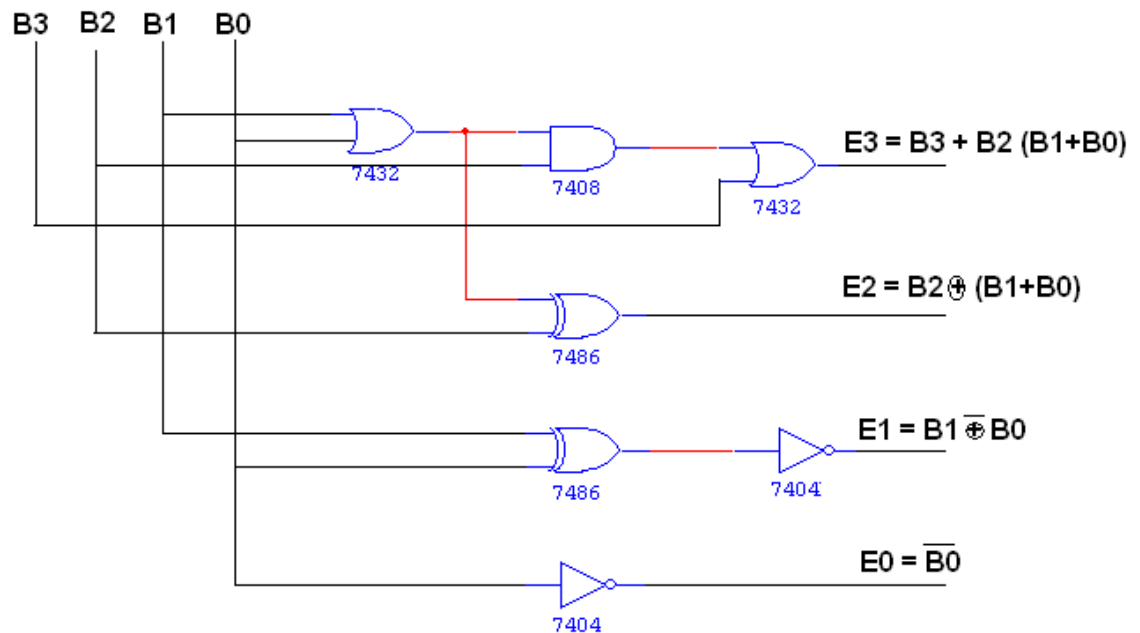 B3 B2 B1 B0
E3 = B3 + B2 (B1+B0)
7432
7408
7432
E2 = B2 ⊕ (B1+B0)
7486
E1 = B1 ⊕̅ B0
7486
7404
E0 = B̅0̅
7404